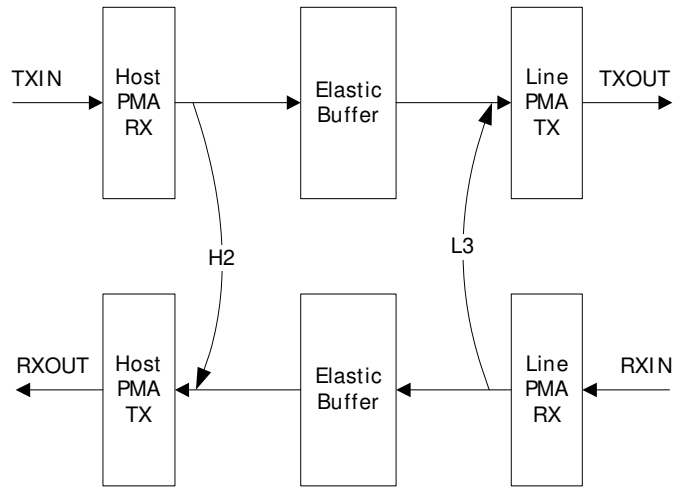 TXIN
Host
PMA
RX
Elastic
Buffer
Line
PMA
TX
TXOUT
H2
L3
RXOUT
Host
PMA
TX
Elastic
Buffer
Line
PMA
RX
RXIN